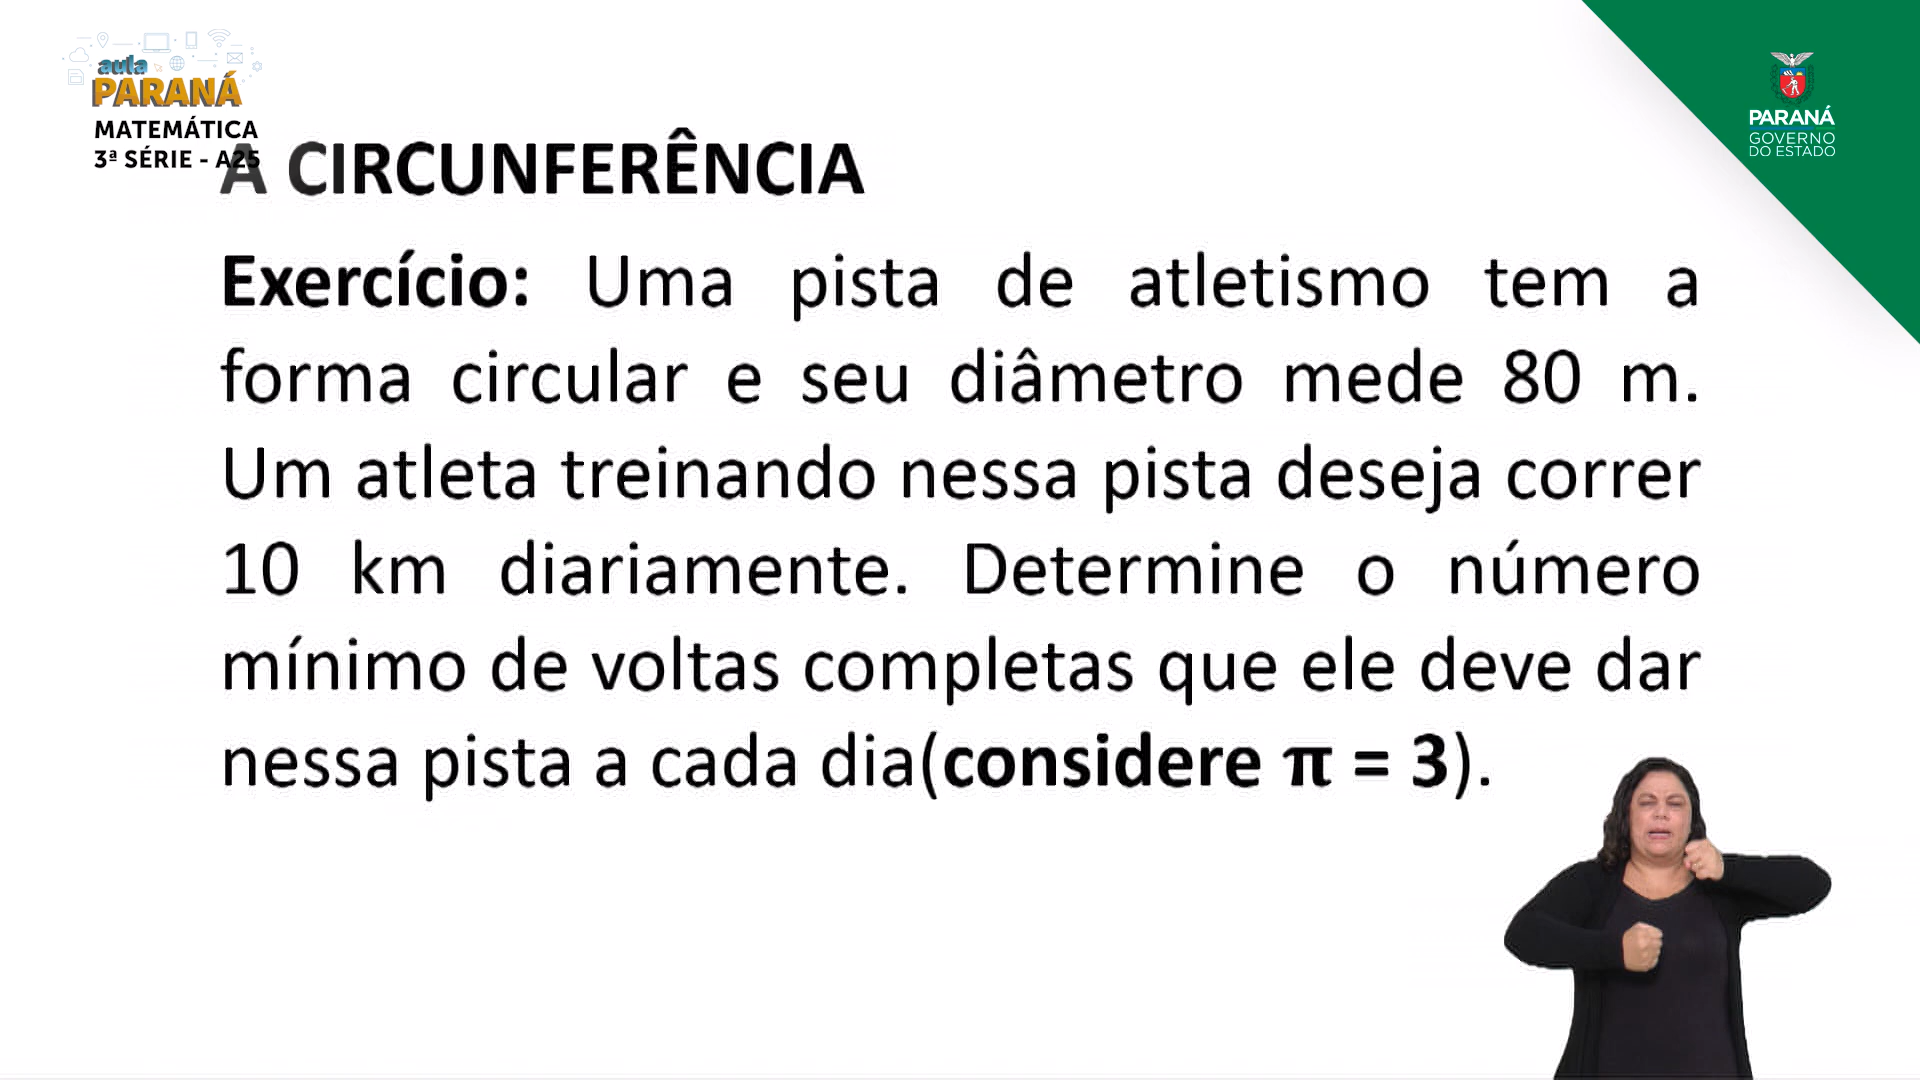 aula
PARANÁ
MATEMÁTICA
3ª SÉRIE - A25
PARANÁ
GOVERNO
DO ESTADO
A CIRCUNFERÊNCIA
Exercício: Uma pista de atletismo tem a
forma circular e seu diâmetro mede 80 m.
Um atleta treinando nessa pista deseja correr
10 km diariamente. Determine o número
mínimo de voltas completas que ele deve dar
nessa pista a cada dia(considere π = 3).